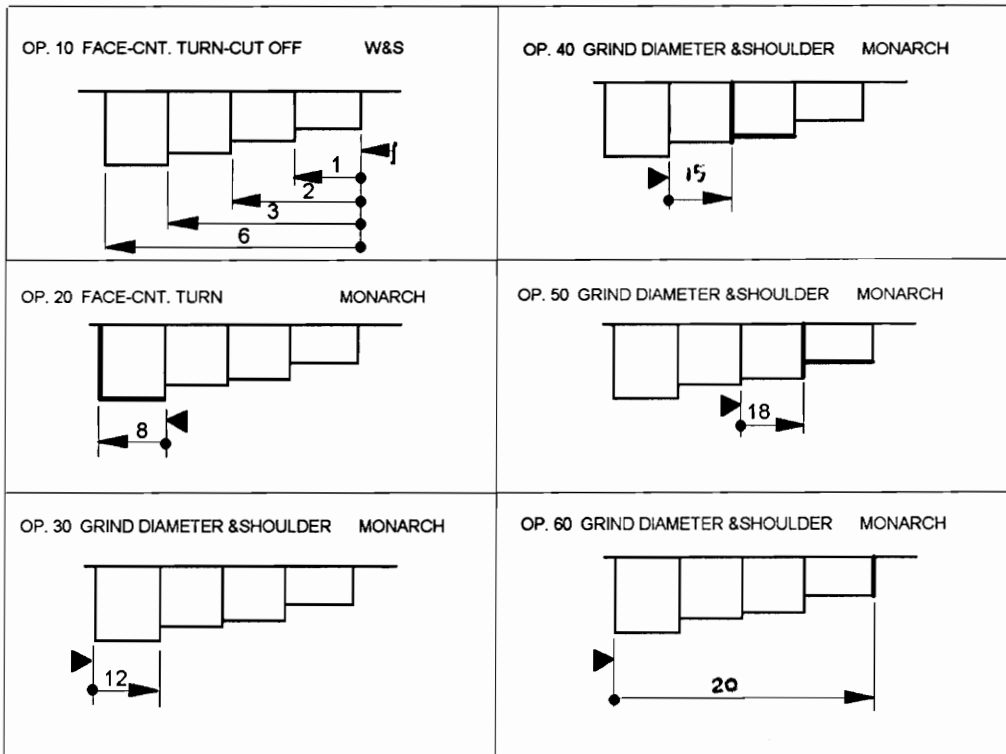 OP. 10 FACE-CNT. TURN-CUT OFF W&S
1
2
3
6
OP. 20 FACE-CNT. TURN MONARCH
8
OP. 30 GRIND DIAMETER &SHOULDER MONARCH
12
OP. 40 GRIND DIAMETER &SHOULDER MONARCH
15
OP. 50 GRIND DIAMETER &SHOULDER MONARCH
18
OP. 60 GRIND DIAMETER &SHOULDER MONARCH
20